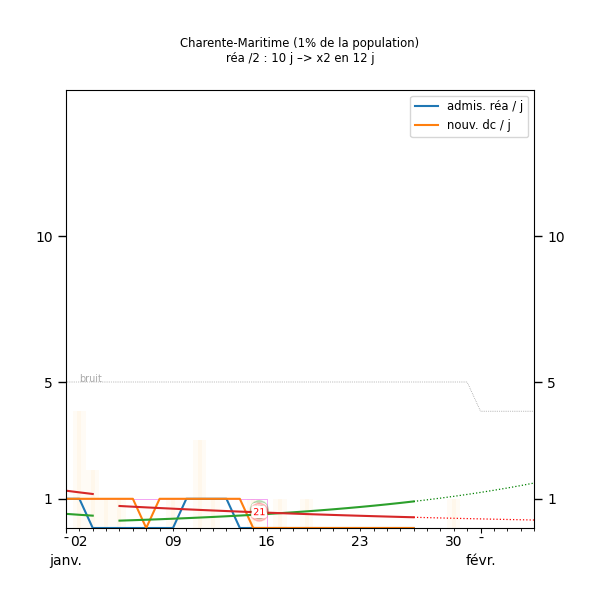 Charente-Maritime (1% de la population)
réa /2 : 10 j –> x2 en 12 j
admis. réa / j
nouv. dc / j
10 10
bruit
5 5
1 1
21
02 09 16 23 30
janv. févr.